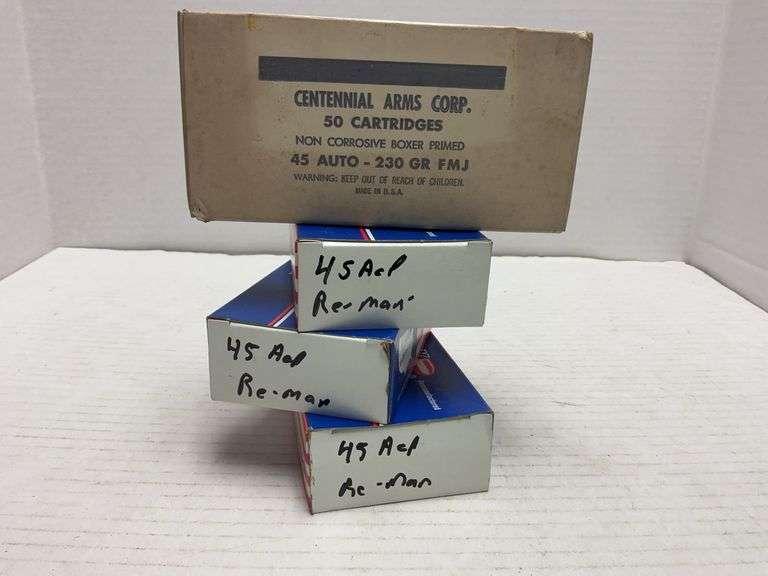 CENTENNIAL ARMS CORP.
50 CARTRIDGES
NON CORROSIVE BOXER PRIMED
45 AUTO - 230 GR FMJ
WARNING: KEEP OUT OF REACH OF CHILDREN.
MADE IN U.S.A.
45 Acp
Re-man
45 Acp
Re-man
45 Acp
Re-Man